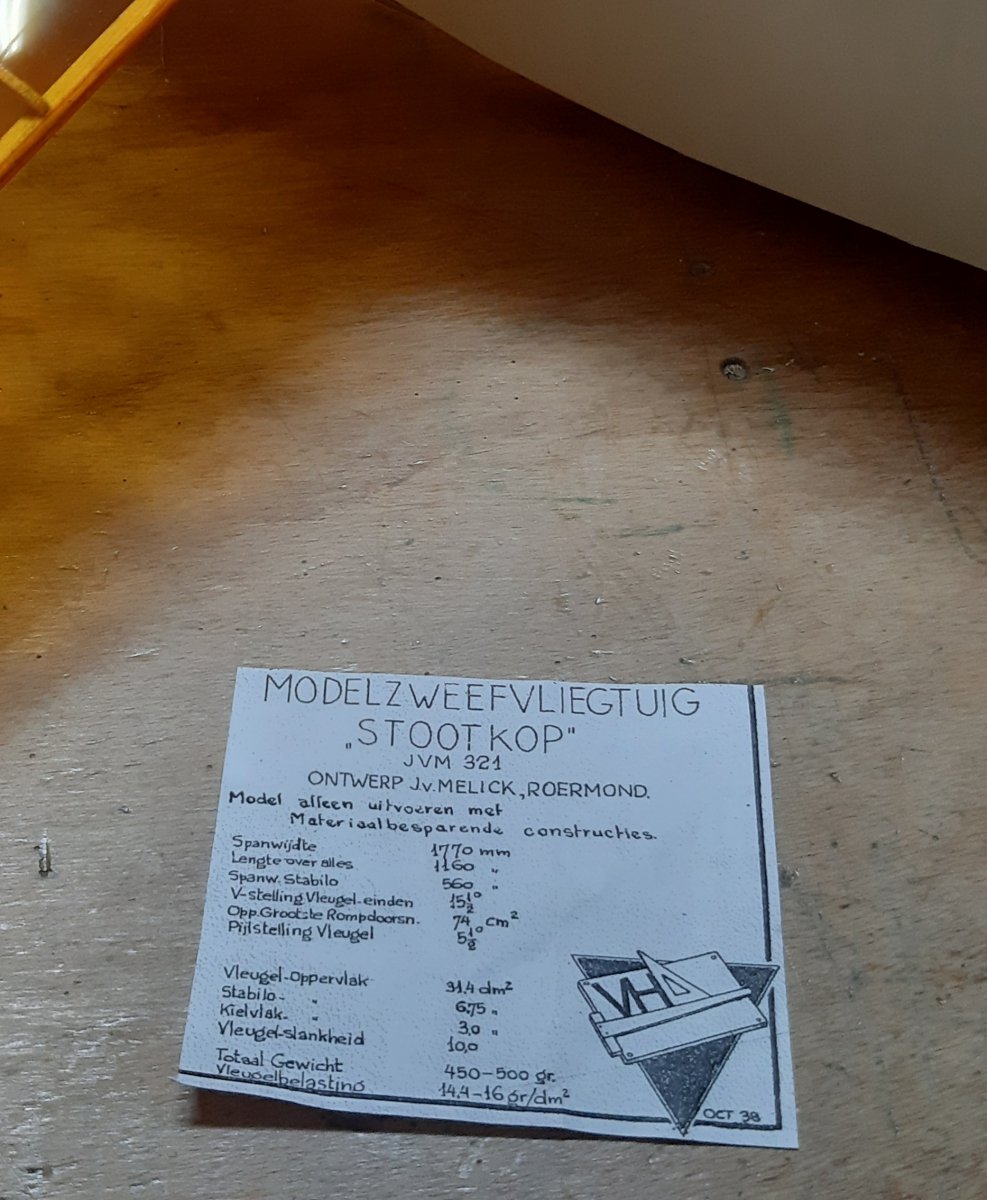 MODELZWEEFVLIEGTUIG
„STOOTKOP"
JVM 321
ONTWERP J.v.MELICK, ROERMOND.
Model alleen uitvoeren met
Materiaalbesparende constructies.
Spanwijdte 1770 mm
Lengte over alles 1160 „
Spanw. Stabilo 560 „
V-stelling Vleugel-einden 15½°
Opp. Grootste Rompdoorsn. 74 cm²
Pijlstelling Vleugel 5½°
Vleugel-Oppervlak 31.4 dm²
Stabilo- „ 6.75 „
Kielvlak- „ 3,0 „
Vleugel-slankheid 10,0
Totaal Gewicht 450-500 gr.
Vleugelbelasting 14.4-16 gr/dm²
VHA
OCT 38